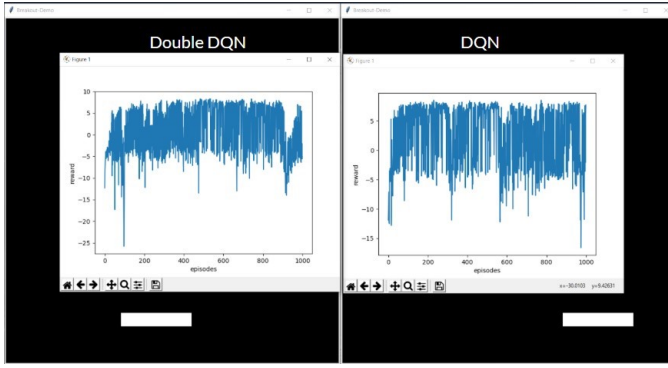 Breakout Demo
Double DQN
Figure 1
10
5
0
−5
−10
−15
−20
−25
reward
0 200 400 600 800 1000
episodes
Breakout Demo
DQN
Figure 1
5
0
−5
−10
−15
reward
0 200 400 600 800 1000
episodes
x=-30.0103 y=9.42631